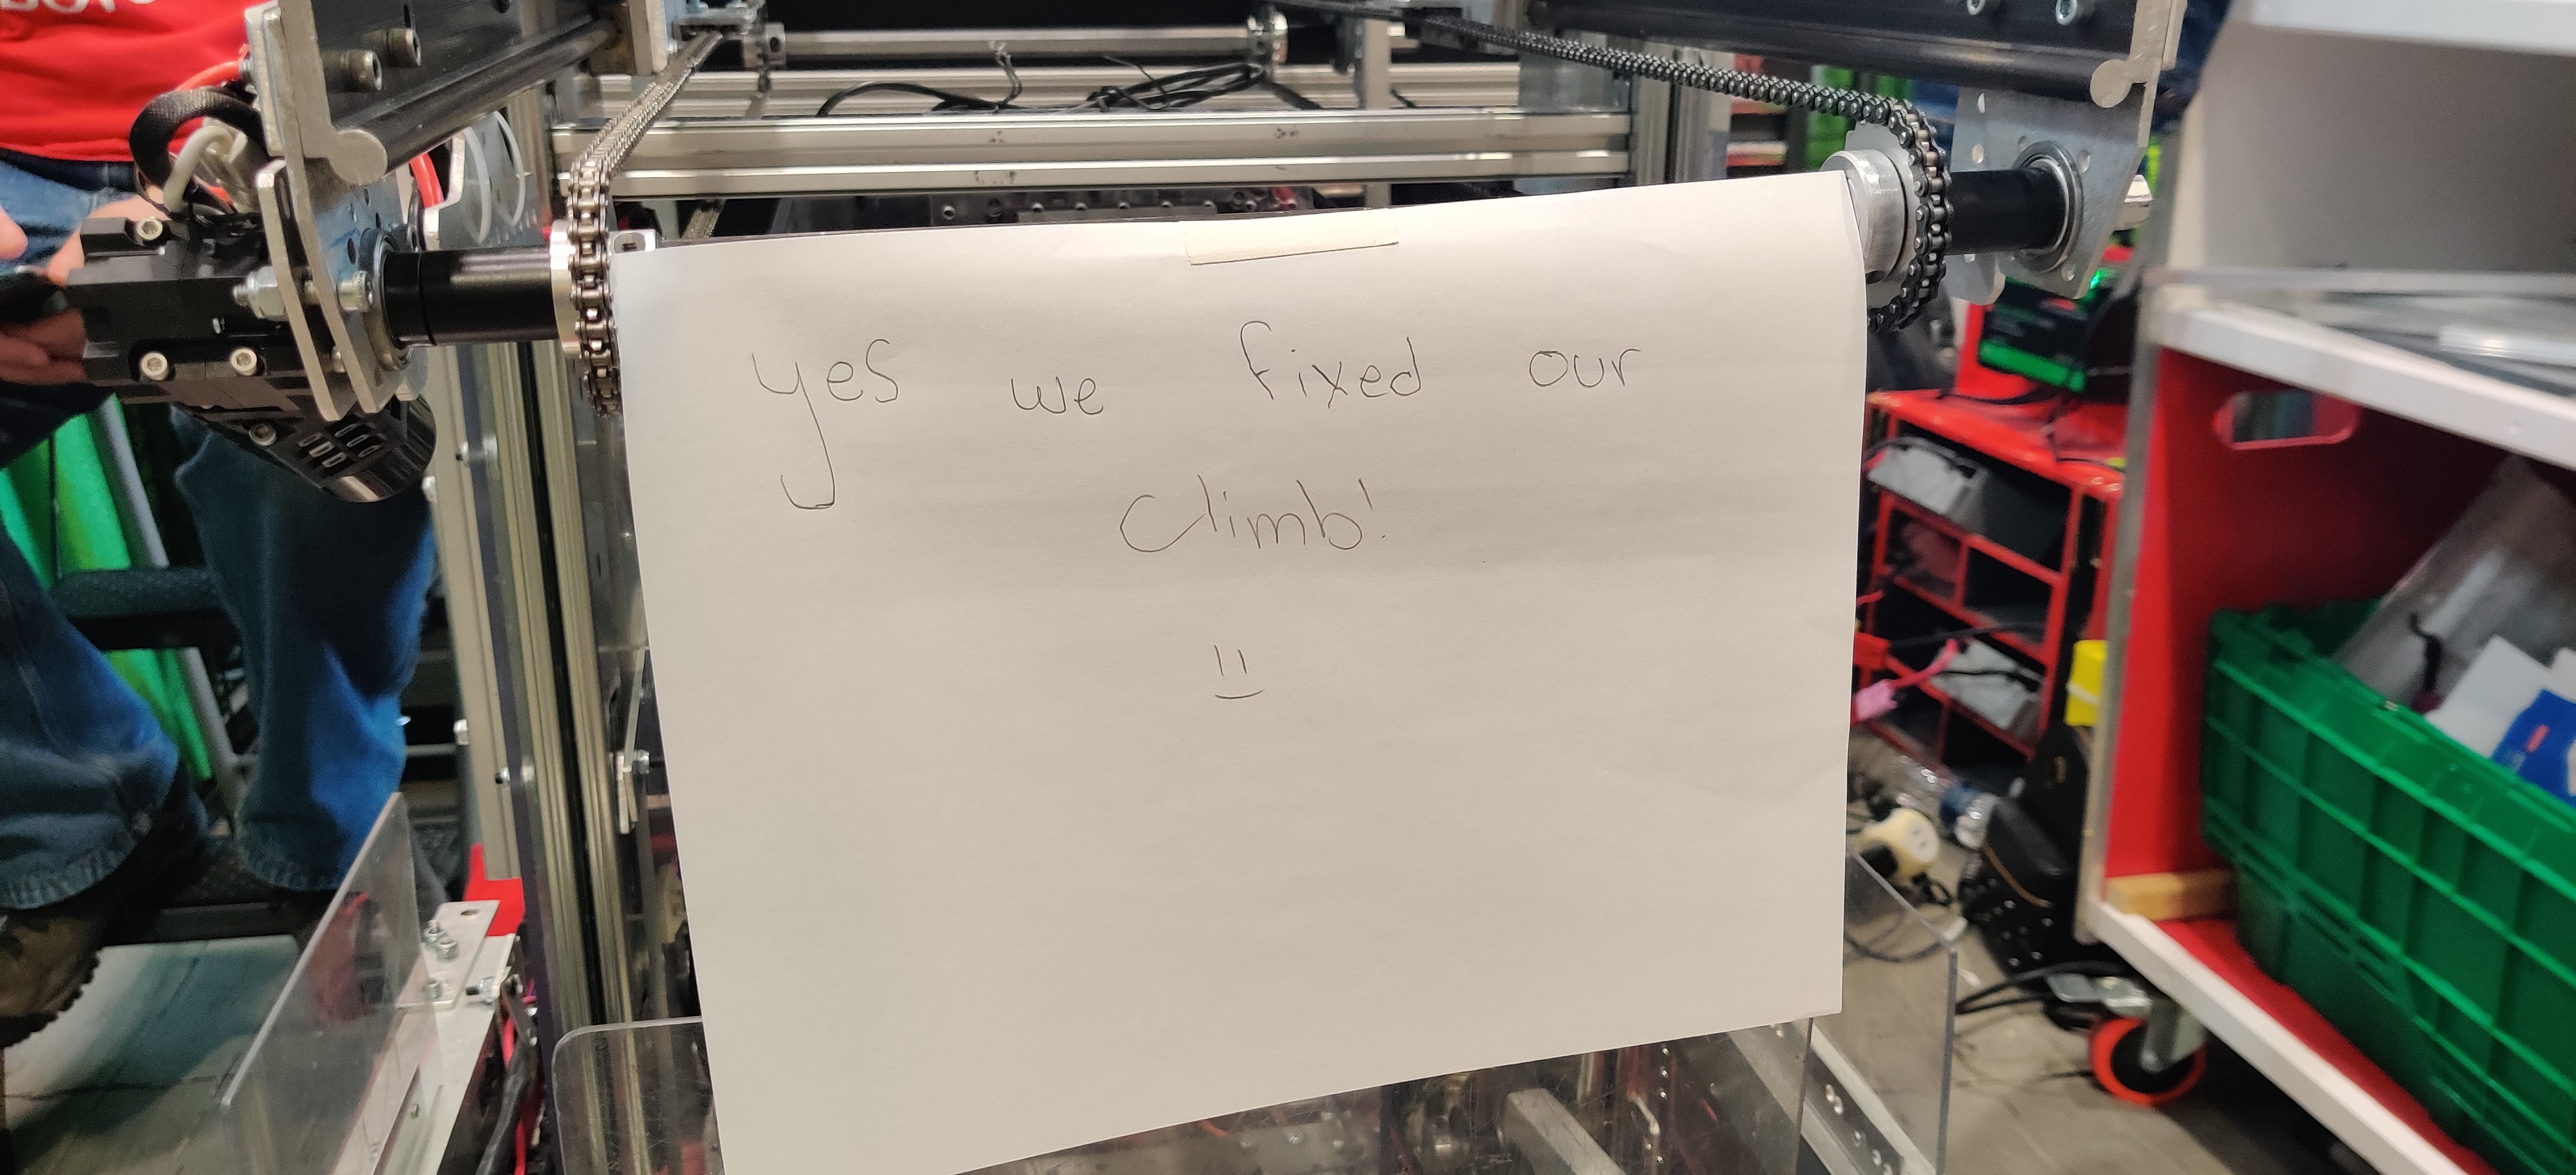 yes we fixed our
climb!